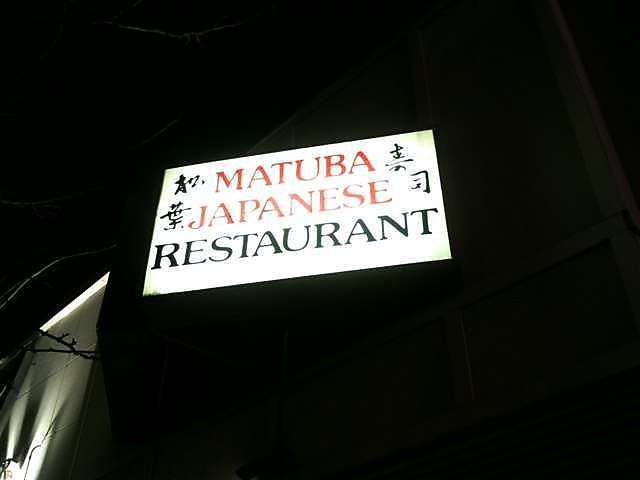 松葉
MATUBA
JAPANESE
RESTAURANT
寿司